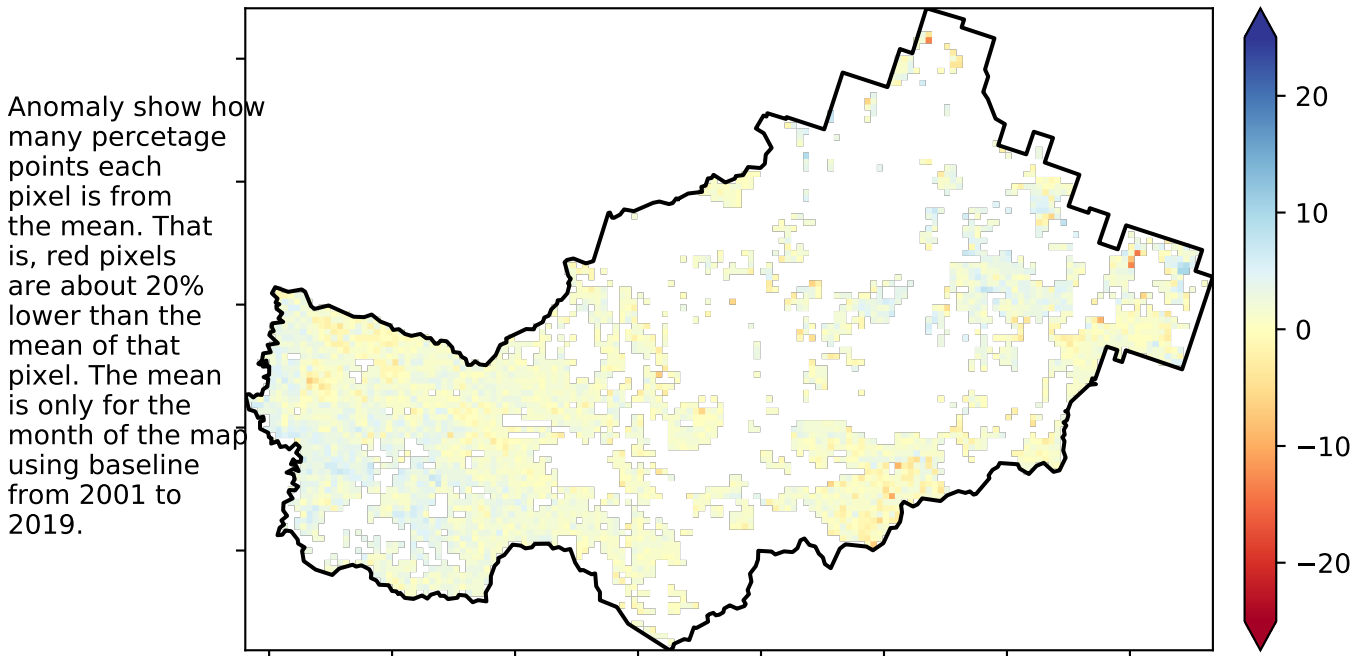 Anomaly show how
many percetage
points each
pixel is from
the mean. That
is, red pixels
are about 20%
lower than the
mean of that
pixel. The mean
is only for the
month of the map
using baseline
from 2001 to
2019.
20
10
0
−10
−20